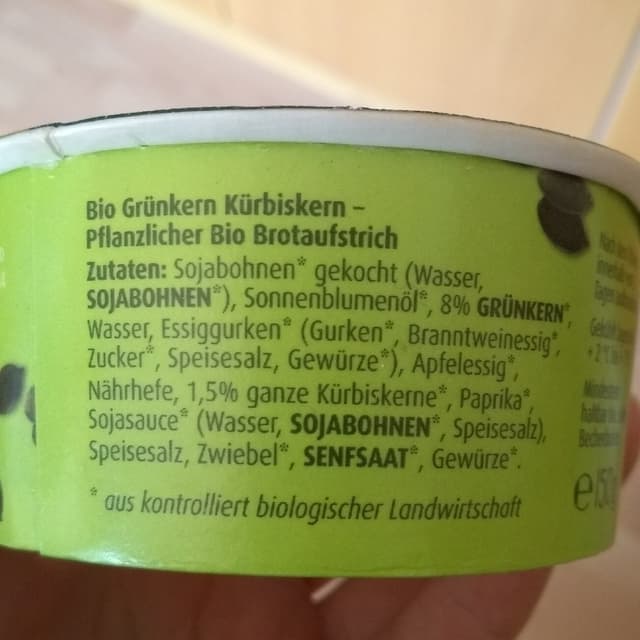 Bio Grünkern Kürbiskern –
Pflanzlicher Bio Brotaufstrich
Zutaten: Sojabohnen* gekocht (Wasser,
SOJABOHNEN*), Sonnenblumenöl*, 8% GRÜNKERN*,
Wasser, Essiggurken* (Gurken*, Branntweinessig*,
Zucker*, Speisesalz, Gewürze*), Apfelessig*,
Nährhefe, 1,5% ganze Kürbiskerne*, Paprika*,
Sojasauce* (Wasser, SOJABOHNEN*, Speisesalz),
Speisesalz, Zwiebel*, SENFSAAT*, Gewürze*.
* aus kontrolliert biologischer Landwirtschaft
e150g